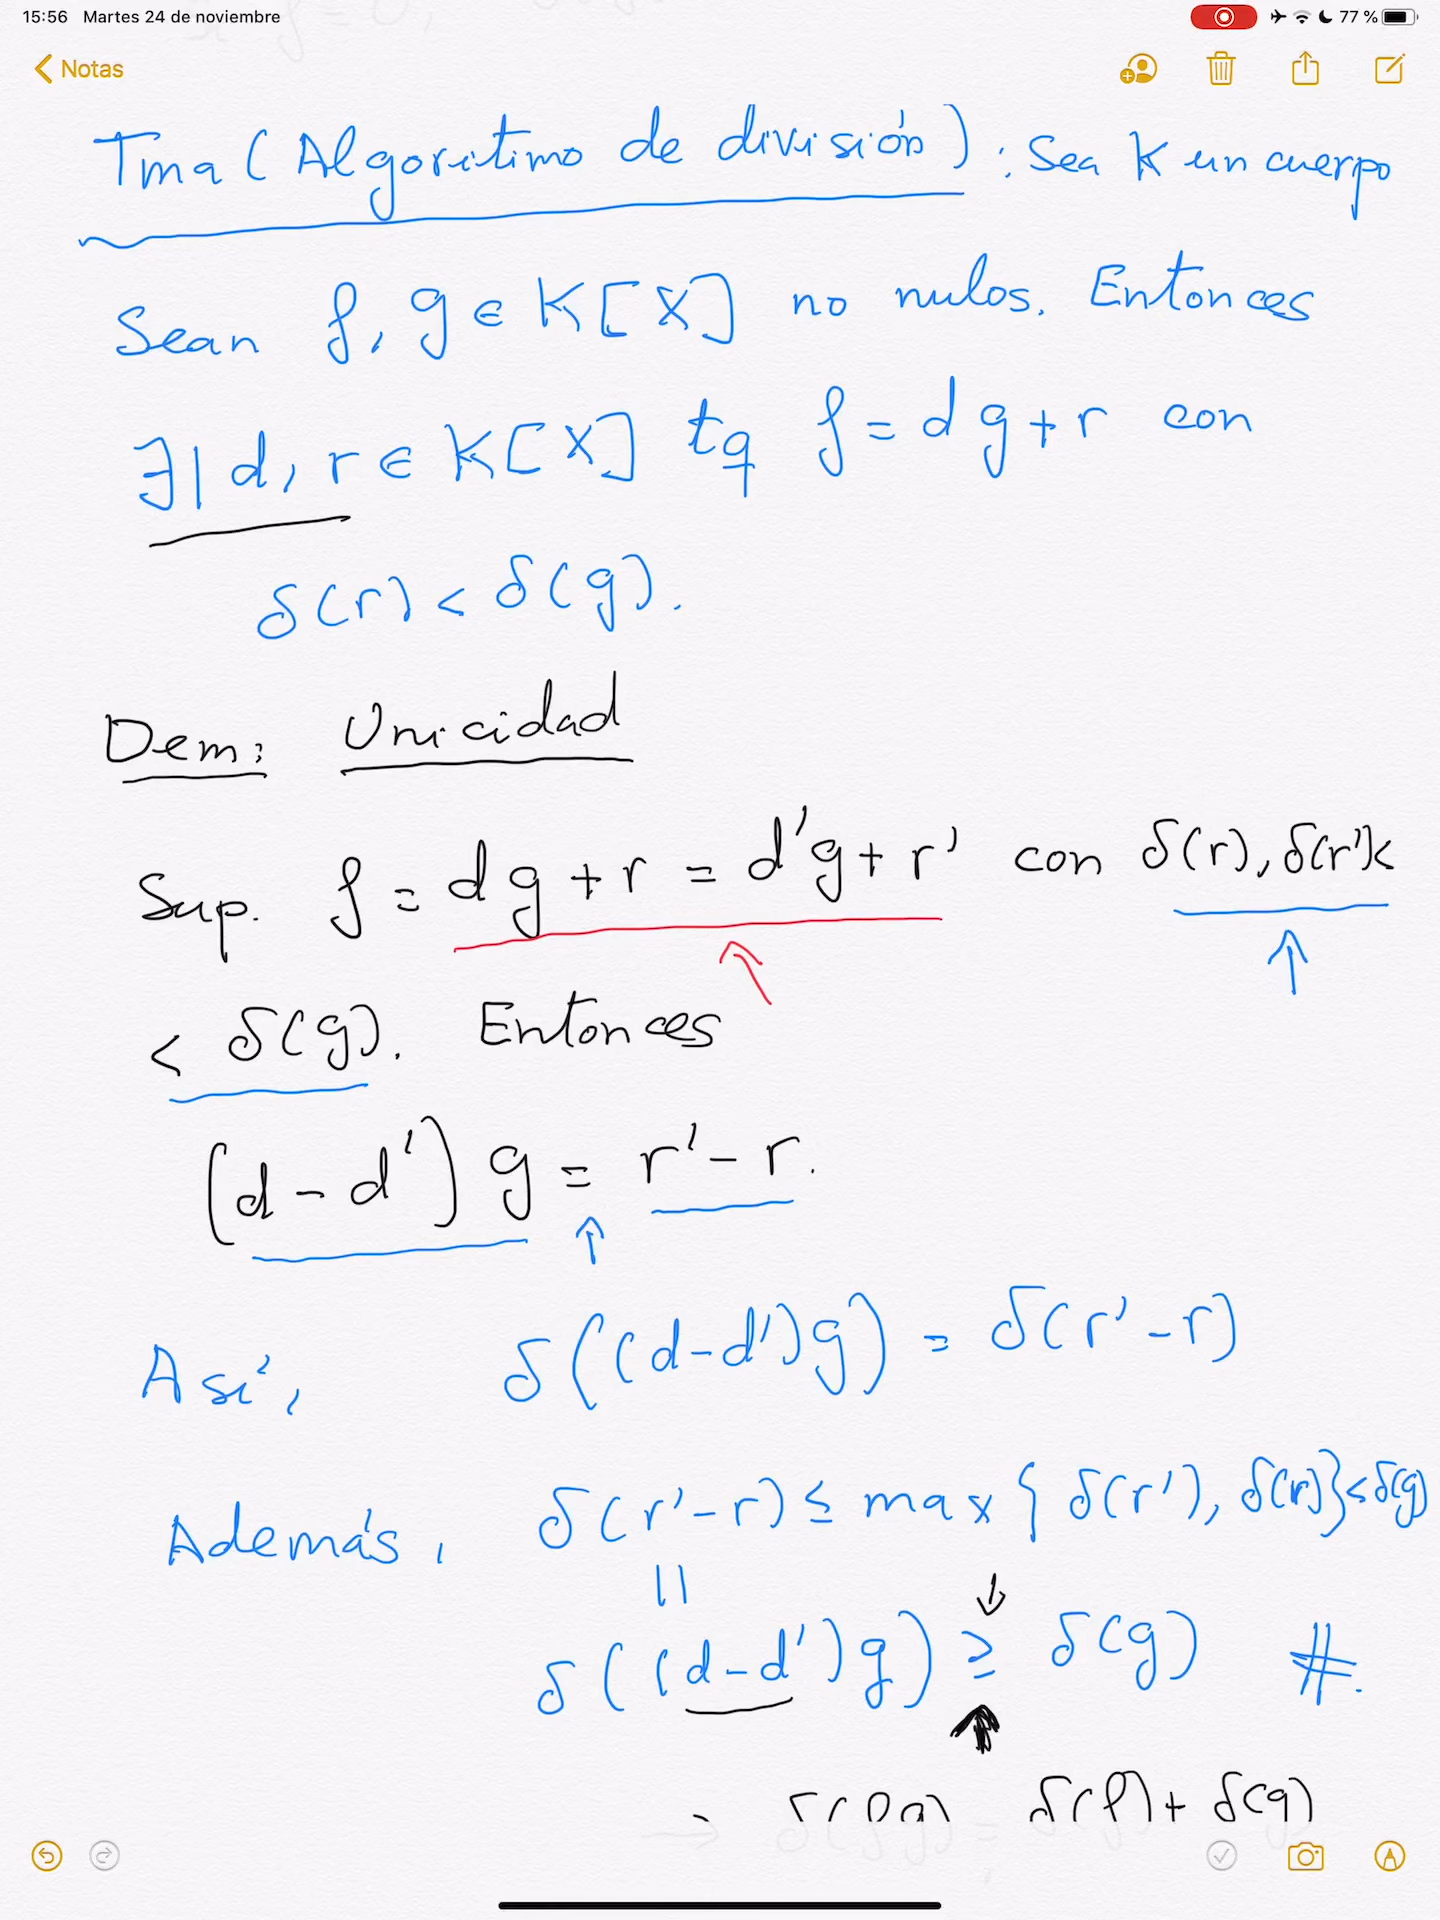 15:56 Martes 24 de noviembre 77 %
Notas
Tma (Algoritimo de división): Sea K un cuerpo
Sean f, g ∈ K[X] no nulos. Entonces
∃| d, r ∈ K[X] tq f = dg + r con
δ(r) < δ(g).
Dem: Unicidad
Sup. f = dg + r = d'g + r' con δ(r), δ(r') <
< δ(g). Entonces
(d - d') g = r' - r.
Así, δ((d-d')g) = δ(r'-r)
Además, δ(r'-r) ≤ max{δ(r'), δ(r)} < δ(g)
||
δ((d-d')g) ≥ δ(g) #.
δ(fg) = δ(f) + δ(g)